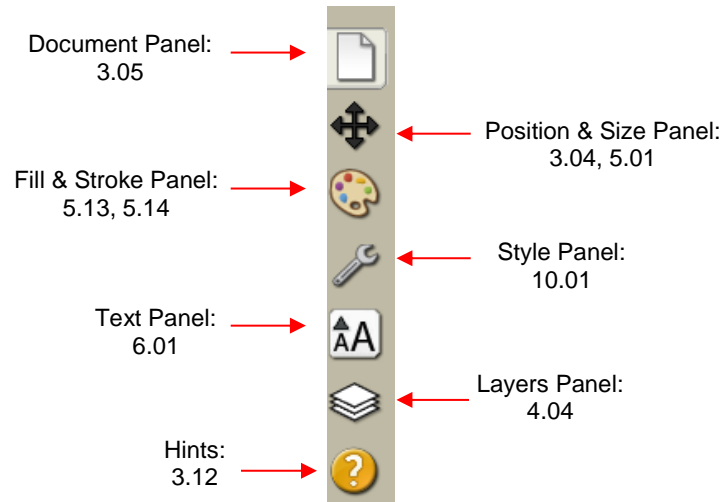 Document Panel:
3.05
Position & Size Panel:
3.04, 5.01
Fill & Stroke Panel:
5.13, 5.14
Style Panel:
10.01
Text Panel:
6.01
AA
Layers Panel:
4.04
Hints:
3.12
?